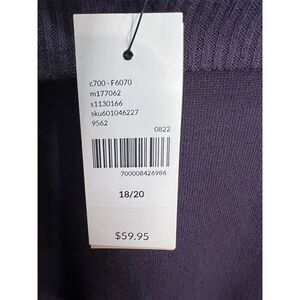 c700 - F6070
m177062
s1130166
sku601046227
9562
0822
700008426986
18/20
$59.95